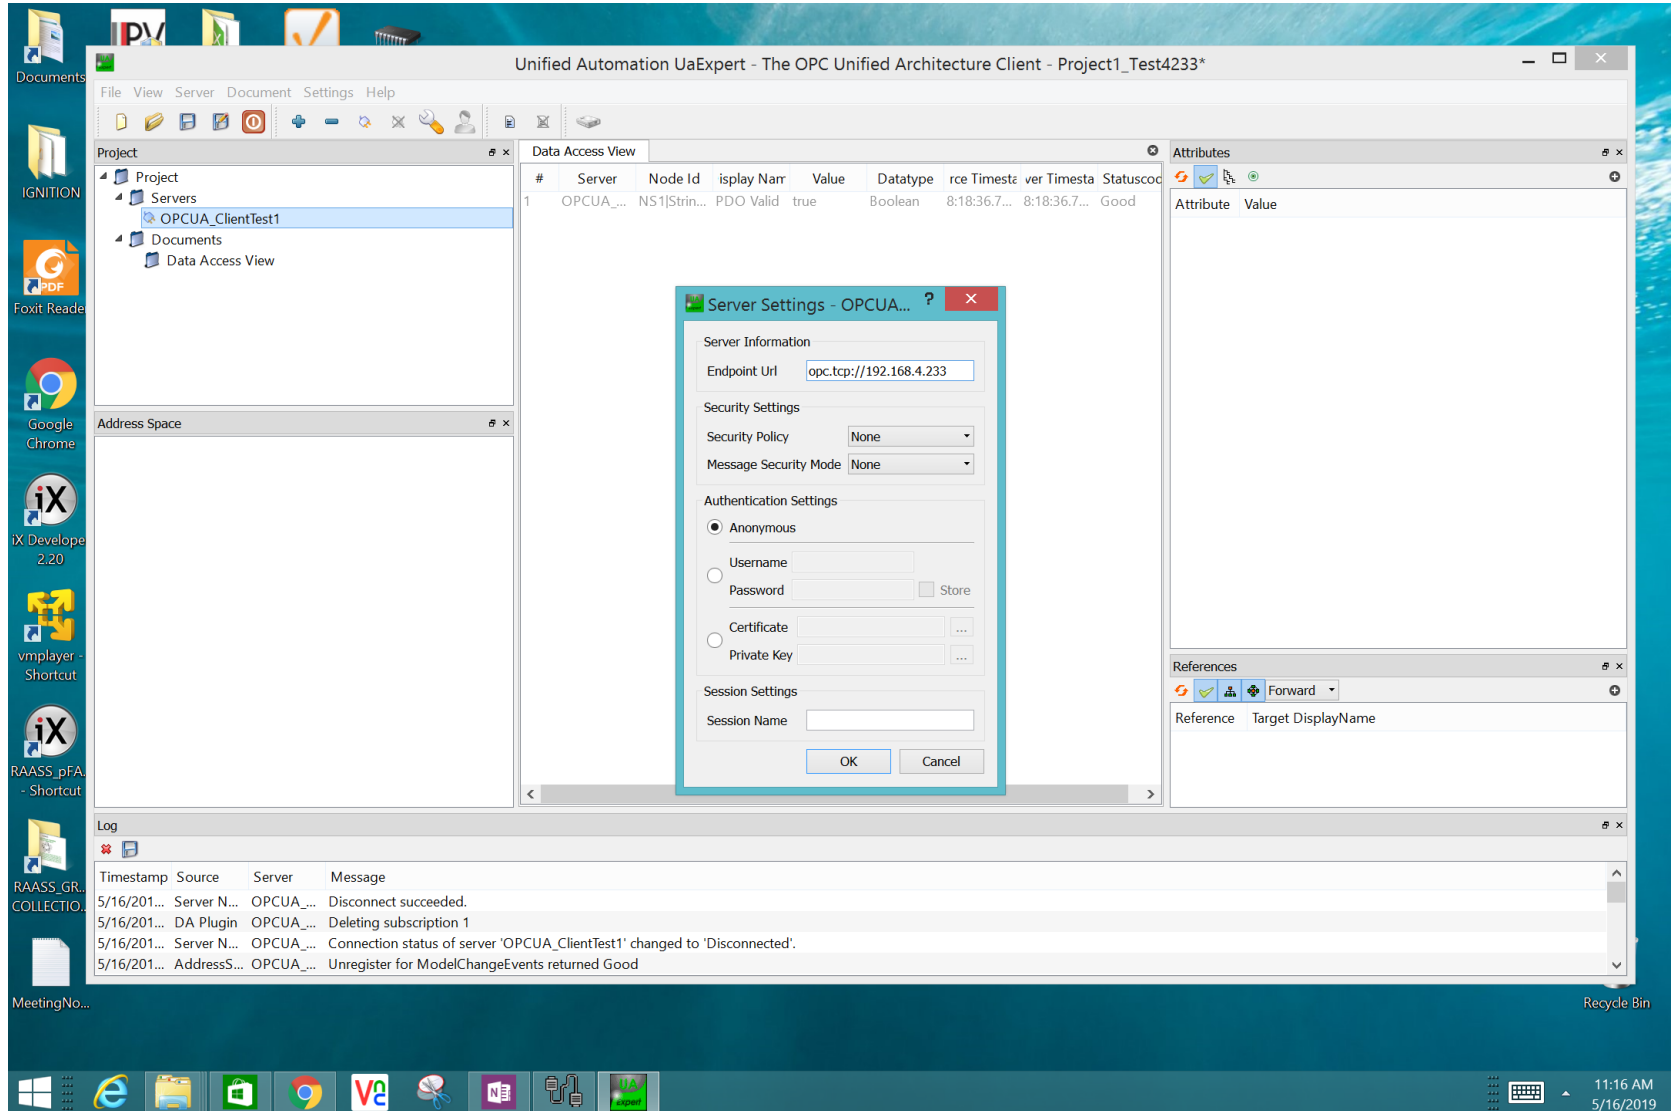 Documents
IPV
Unified Automation UaExpert - The OPC Unified Architecture Client - Project1_Test4233*
File View Server Document Settings Help
Project
Project
Servers
OPCUA_ClientTest1
Documents
Data Access View
Address Space
Data Access View
# Server Node Id isplay Nam Value Datatype rce Timesta ver Timesta Statuscod
1 OPCUA_... NS1|Strin... PDO Valid true Boolean 8:18:36.7... 8:18:36.7... Good
Attributes
Attribute Value
References
Forward
Reference Target DisplayName
Server Settings - OPCUA... ?
Server Information
Endpoint Url opc.tcp://192.168.4.233
Security Settings
Security Policy None
Message Security Mode None
Authentication Settings
Anonymous
Username
Password Store
Certificate ...
Private Key ...
Session Settings
Session Name
OK Cancel
Log
Timestamp Source Server Message
5/16/201... Server N... OPCUA_... Disconnect succeeded.
5/16/201... DA Plugin OPCUA_... Deleting subscription 1
5/16/201... Server N... OPCUA_... Connection status of server 'OPCUA_ClientTest1' changed to 'Disconnected'.
5/16/201... AddressS... OPCUA_... Unregister for ModelChangeEvents returned Good
IGNITION
PDF
Foxit Reade
Google
Chrome
iX
iX Develope
2.20
vmplayer -
Shortcut
iX
RAASS_pFA.
- Shortcut
RAASS_GR..
COLLECTIO..
MeetingNo...
Recycle Bin
VC
N
UA
expert
11:16 AM
5/16/2019